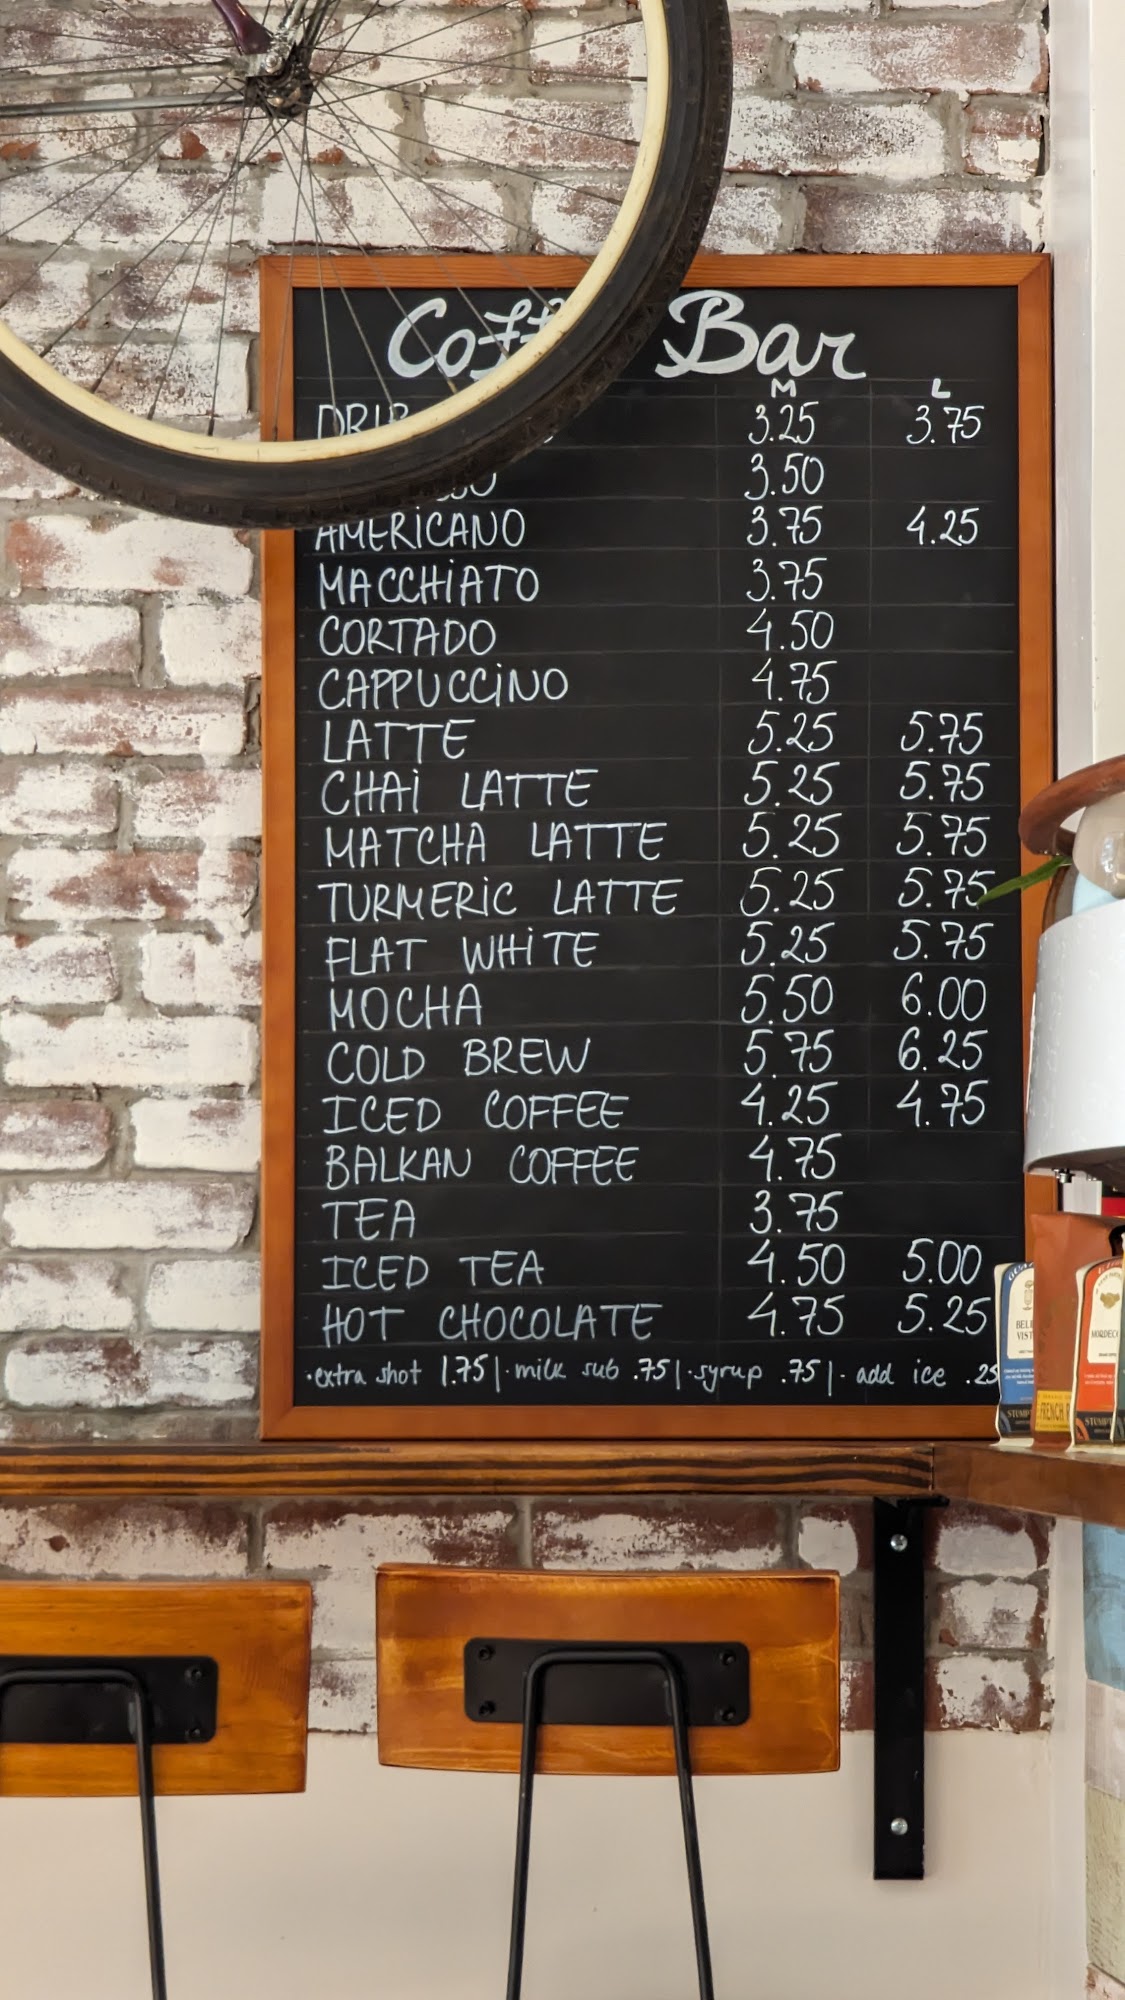 Bar
M L
3.25 3.75
3.50
AMERICANO 3.75 4.25
MACCHIATO 3.75
CORTADO 4.50
CAPPUCCINO 4.75
LATTE 5.25 5.75
CHAI LATTE 5.25 5.75
MATCHA LATTE 5.25 5.75
TURMERIC LATTE 5.25 5.75
FLAT WHITE 5.25 5.75
MOCHA 5.50 6.00
COLD BREW 5.75 6.25
ICED COFFEE 4.25 4.75
BALKAN COFFEE 4.75
TEA 3.75
ICED TEA 4.50 5.00
HOT CHOCOLATE 4.75 5.25
·extra shot 1.75|·milk sub .75|·syrup .75|· add ice .25